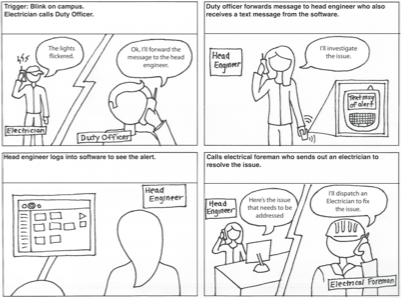 Trigger: Blink on campus.
Electrician calls Duty Officer.
The lights
flickered.
Ok, I'll forward the
message to the head
engineer.
Electrician
Duty Officer
Duty officer forwards message to head engineer who also
receives a text message from the software.
Head
Engineer
I'll investigate
the issue.
Text msg
of alert
Head engineer logs into software to see the alert.
Head
Engineer
Calls electrical foreman who sends out an electrician to
resolve the issue.
Head
Engineer
Here's the issue
that needs to be
addressed
I'll dispatch an
Electrician to fix
the issue.
Electrical Foreman